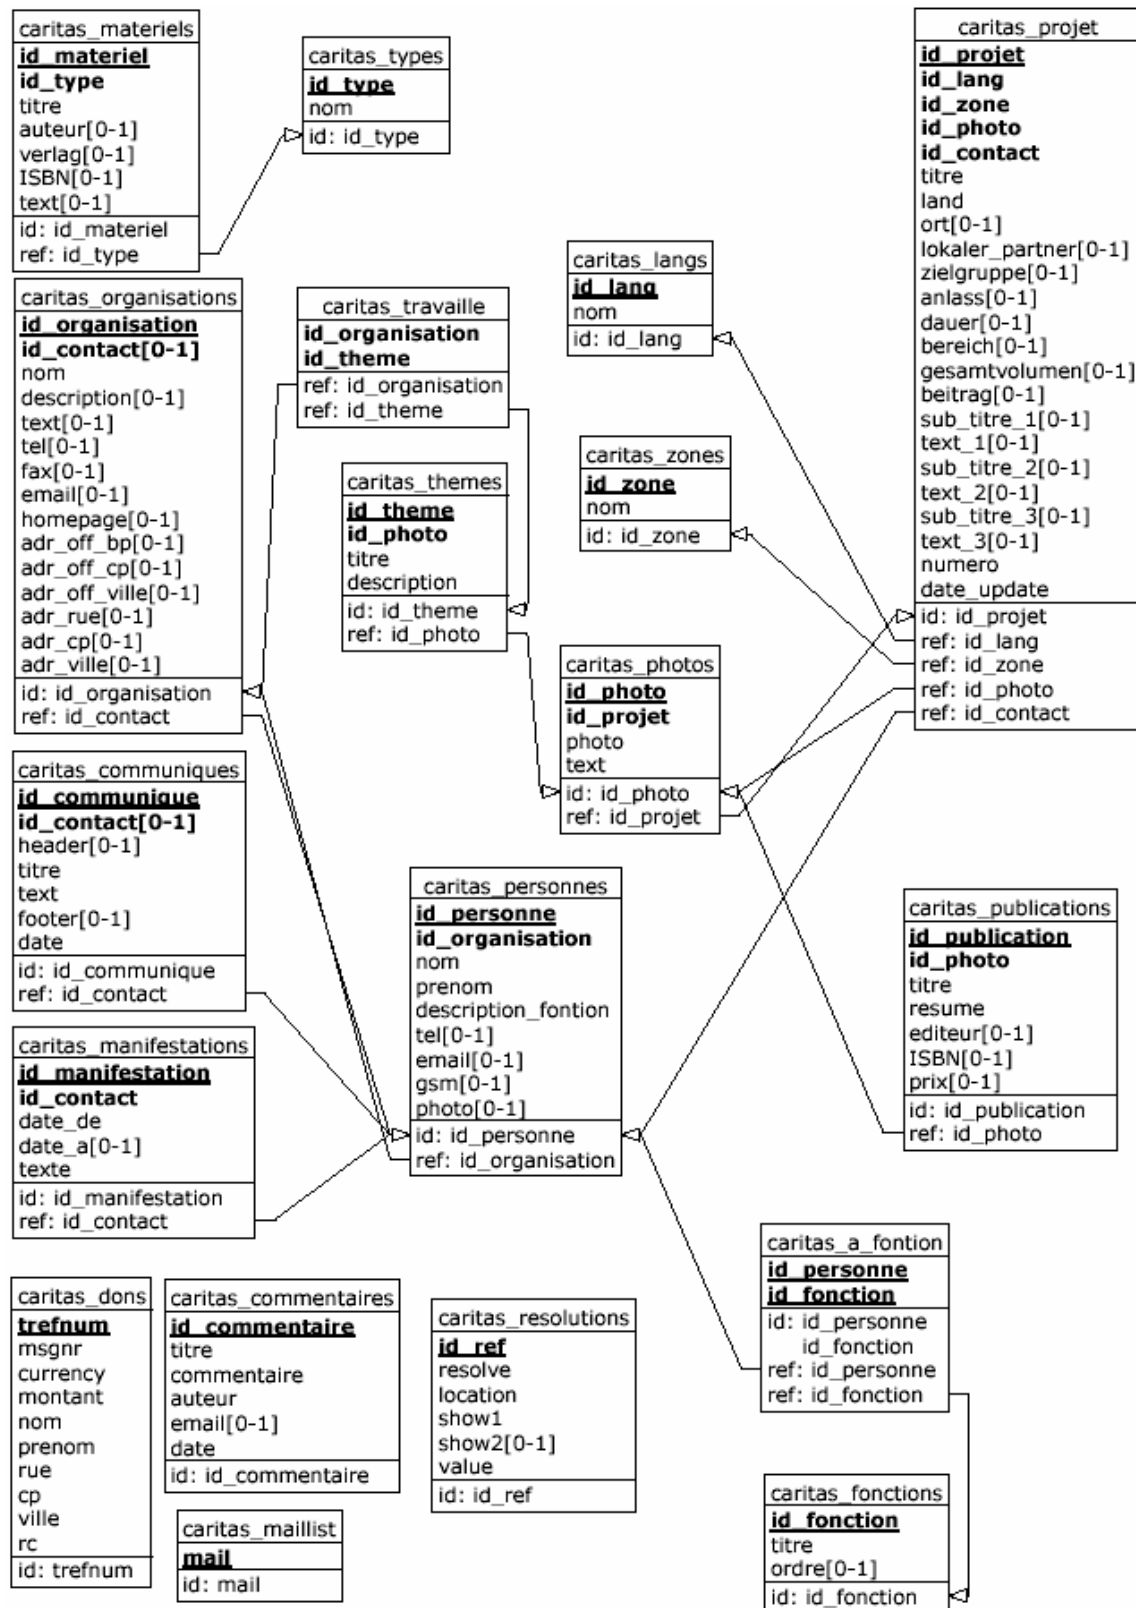 caritas_materiels
id_materiel
id_type
titre
auteur[0-1]
verlag[0-1]
ISBN[0-1]
text[0-1]
id: id_materiel
ref: id_type
caritas_types
id_type
nom
id: id_type
caritas_projet
id_projet
id_lang
id_zone
id_photo
id_contact
titre
land
ort[0-1]
lokaler_partner[0-1]
zielgruppe[0-1]
anlass[0-1]
dauer[0-1]
bereich[0-1]
gesamtvolumen[0-1]
beitrag[0-1]
sub_titre_1[0-1]
text_1[0-1]
sub_titre_2[0-1]
text_2[0-1]
sub_titre_3[0-1]
text_3[0-1]
numero
date_update
id: id_projet
ref: id_lang
ref: id_zone
ref: id_photo
ref: id_contact
caritas_organisations
id_organisation
id_contact[0-1]
nom
description[0-1]
text[0-1]
tel[0-1]
fax[0-1]
email[0-1]
homepage[0-1]
adr_off_bp[0-1]
adr_off_cp[0-1]
adr_off_ville[0-1]
adr_rue[0-1]
adr_cp[0-1]
adr_ville[0-1]
id: id_organisation
ref: id_contact
caritas_travaille
id_organisation
id_theme
ref: id_organisation
ref: id_theme
caritas_langs
id_lang
nom
id: id_lang
caritas_themes
id_theme
id_photo
titre
description
id: id_theme
ref: id_photo
caritas_zones
id_zone
nom
id: id_zone
caritas_photos
id_photo
id_projet
photo
text
id: id_photo
ref: id_projet
caritas_communiques
id_communique
id_contact[0-1]
header[0-1]
titre
text
footer[0-1]
date
id: id_communique
ref: id_contact
caritas_personnes
id_personne
id_organisation
nom
prenom
description_fontion
tel[0-1]
email[0-1]
gsm[0-1]
photo[0-1]
id: id_personne
ref: id_organisation
caritas_publications
id_publication
id_photo
titre
resume
editeur[0-1]
ISBN[0-1]
prix[0-1]
id: id_publication
ref: id_photo
caritas_manifestations
id_manifestation
id_contact
date_de
date_a[0-1]
texte
id: id_manifestation
ref: id_contact
caritas_a_fontion
id_personne
id_fonction
id: id_personne
id_fonction
ref: id_personne
ref: id_fonction
caritas_dons
trefnum
msgnr
currency
montant
nom
prenom
rue
cp
ville
rc
id: trefnum
caritas_commentaires
id_commentaire
titre
commentaire
auteur
email[0-1]
date
id: id_commentaire
caritas_resolutions
id_ref
resolve
location
show1
show2[0-1]
value
id: id_ref
caritas_maillist
mail
id: mail
caritas_fonctions
id_fonction
titre
ordre[0-1]
id: id_fonction